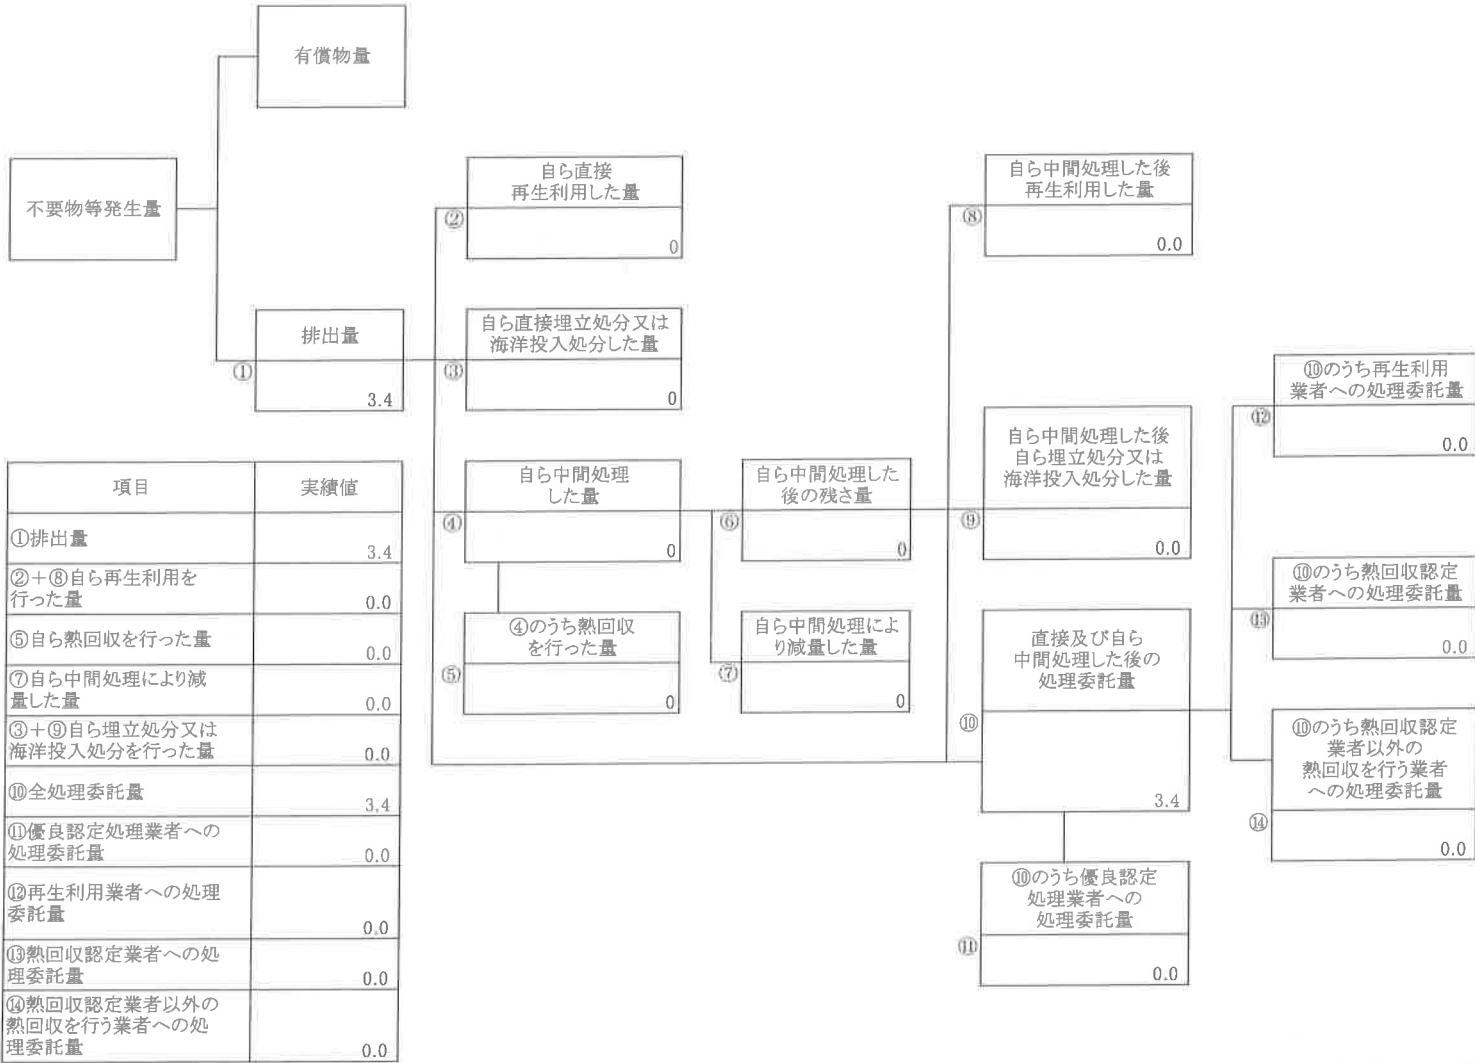 有償物量
不要物等発生量
①
排出量
3.4
②
自ら直接
再生利用した量
0
③
自ら直接埋立処分又は
海洋投入処分した量
0
④
自ら中間処理
した量
0
⑤
④のうち熱回収
を行った量
0
⑥
自ら中間処理した
後の残さ量
0
⑦
自ら中間処理によ
り減量した量
0
⑧
自ら中間処理した後
再生利用した量
0.0
⑨
自ら中間処理した後
自ら埋立処分又は
海洋投入処分した量
0.0
⑩
直接及び自ら
中間処理した後の
処理委託量
3.4
⑪
⑩のうち優良認定
処理業者への
処理委託量
0.0
⑫
⑩のうち再生利用
業者への処理委託量
0.0
⑬
⑩のうち熱回収認定
業者への処理委託量
0.0
⑭
⑩のうち熱回収認定
業者以外の
熱回収を行う業者
への処理委託量
0.0
項目 実績値
①排出量 3.4
②+⑧自ら再生利用を
行った量 0.0
⑤自ら熱回収を行った量 0.0
⑦自ら中間処理により減
量した量 0.0
③+⑨自ら埋立処分又は
海洋投入処分を行った量 0.0
⑩全処理委託量 3.4
⑪優良認定処理業者への
処理委託量 0.0
⑫再生利用業者への処理
委託量 0.0
⑬熱回収認定業者への処
理委託量 0.0
⑭熱回収認定業者以外の
熱回収を行う業者への処
理委託量 0.0